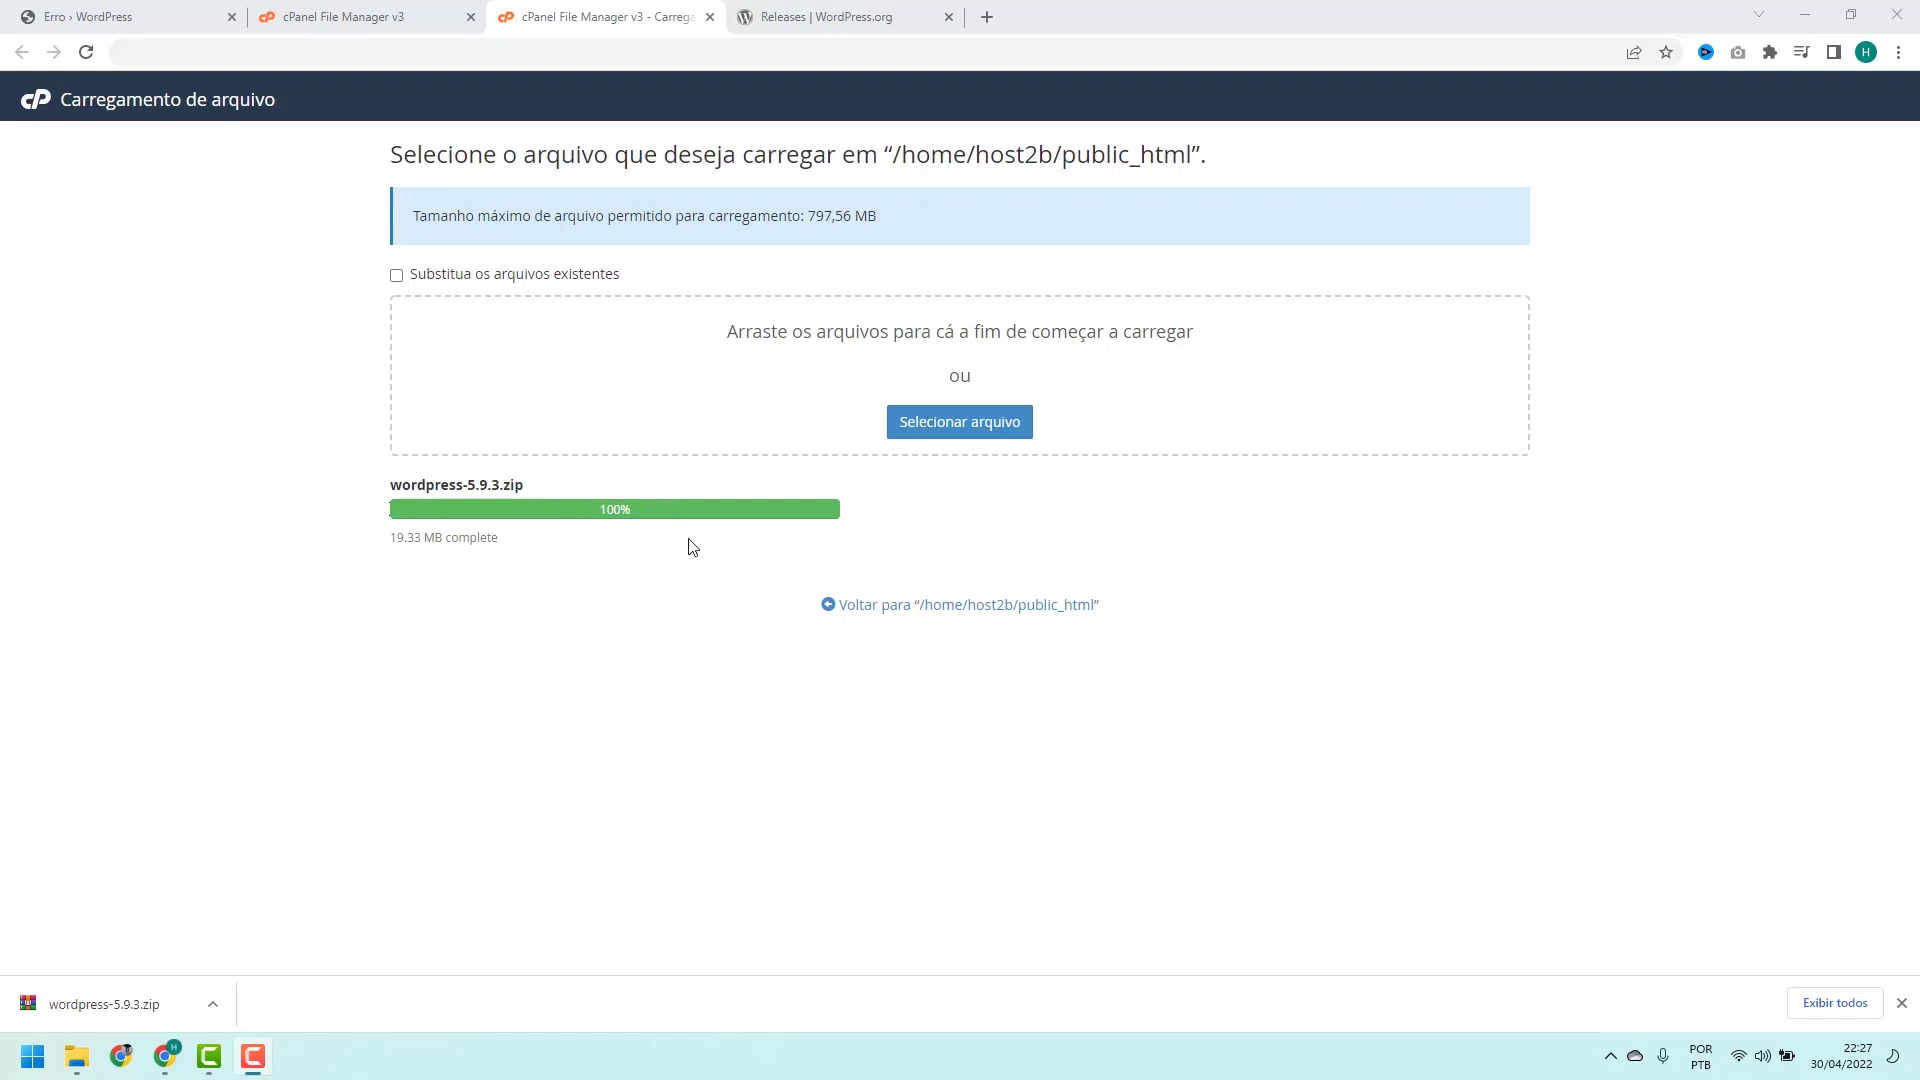 Erro › WordPress
cPanel File Manager v3
cPanel File Manager v3 - Carrega
Releases | WordPress.org
H
cP Carregamento de arquivo
Selecione o arquivo que deseja carregar em “/home/host2b/public_html”.
Tamanho máximo de arquivo permitido para carregamento: 797,56 MB
Substitua os arquivos existentes
Arraste os arquivos para cá a fim de começar a carregar
ou
Selecionar arquivo
wordpress-5.9.3.zip
100%
19.33 MB complete
Voltar para “/home/host2b/public_html”
wordpress-5.9.3.zip
Exibir todos
H
POR
PTB
22:27
30/04/2022